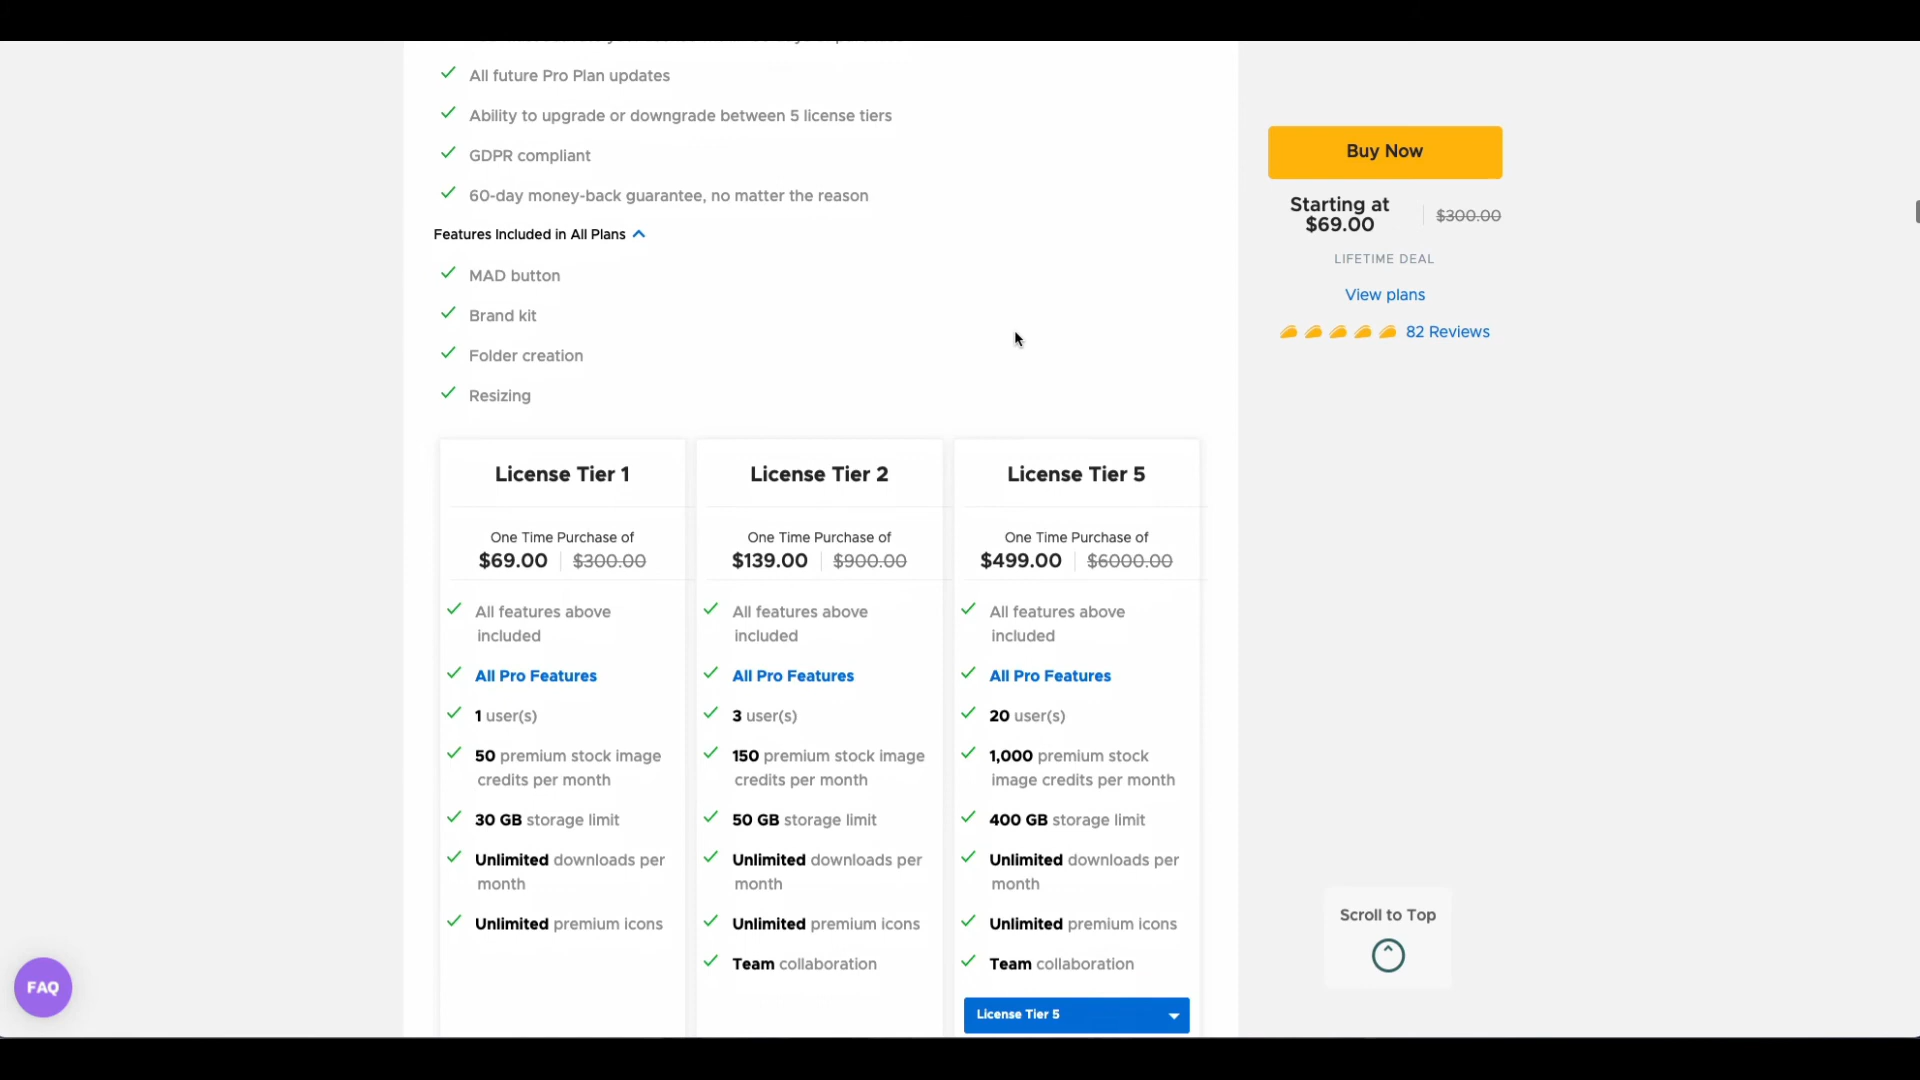 All future Pro Plan updates
Ability to upgrade or downgrade between 5 license tiers
GDPR compliant
60-day money-back guarantee, no matter the reason
Features Included in All Plans
MAD button
Brand kit
Folder creation
Resizing
License Tier 1
One Time Purchase of
$69.00 $300.00
All features above
included
All Pro Features
1 user(s)
50 premium stock image
credits per month
30 GB storage limit
Unlimited downloads per
month
Unlimited premium icons
License Tier 2
One Time Purchase of
$139.00 $900.00
All features above
included
All Pro Features
3 user(s)
150 premium stock image
credits per month
50 GB storage limit
Unlimited downloads per
month
Unlimited premium icons
Team collaboration
License Tier 5
One Time Purchase of
$499.00 $6000.00
All features above
included
All Pro Features
20 user(s)
1,000 premium stock
image credits per month
400 GB storage limit
Unlimited downloads per
month
Unlimited premium icons
Team collaboration
License Tier 5
Buy Now
Starting at
$69.00 $300.00
LIFETIME DEAL
View plans
82 Reviews
Scroll to Top
FAQ